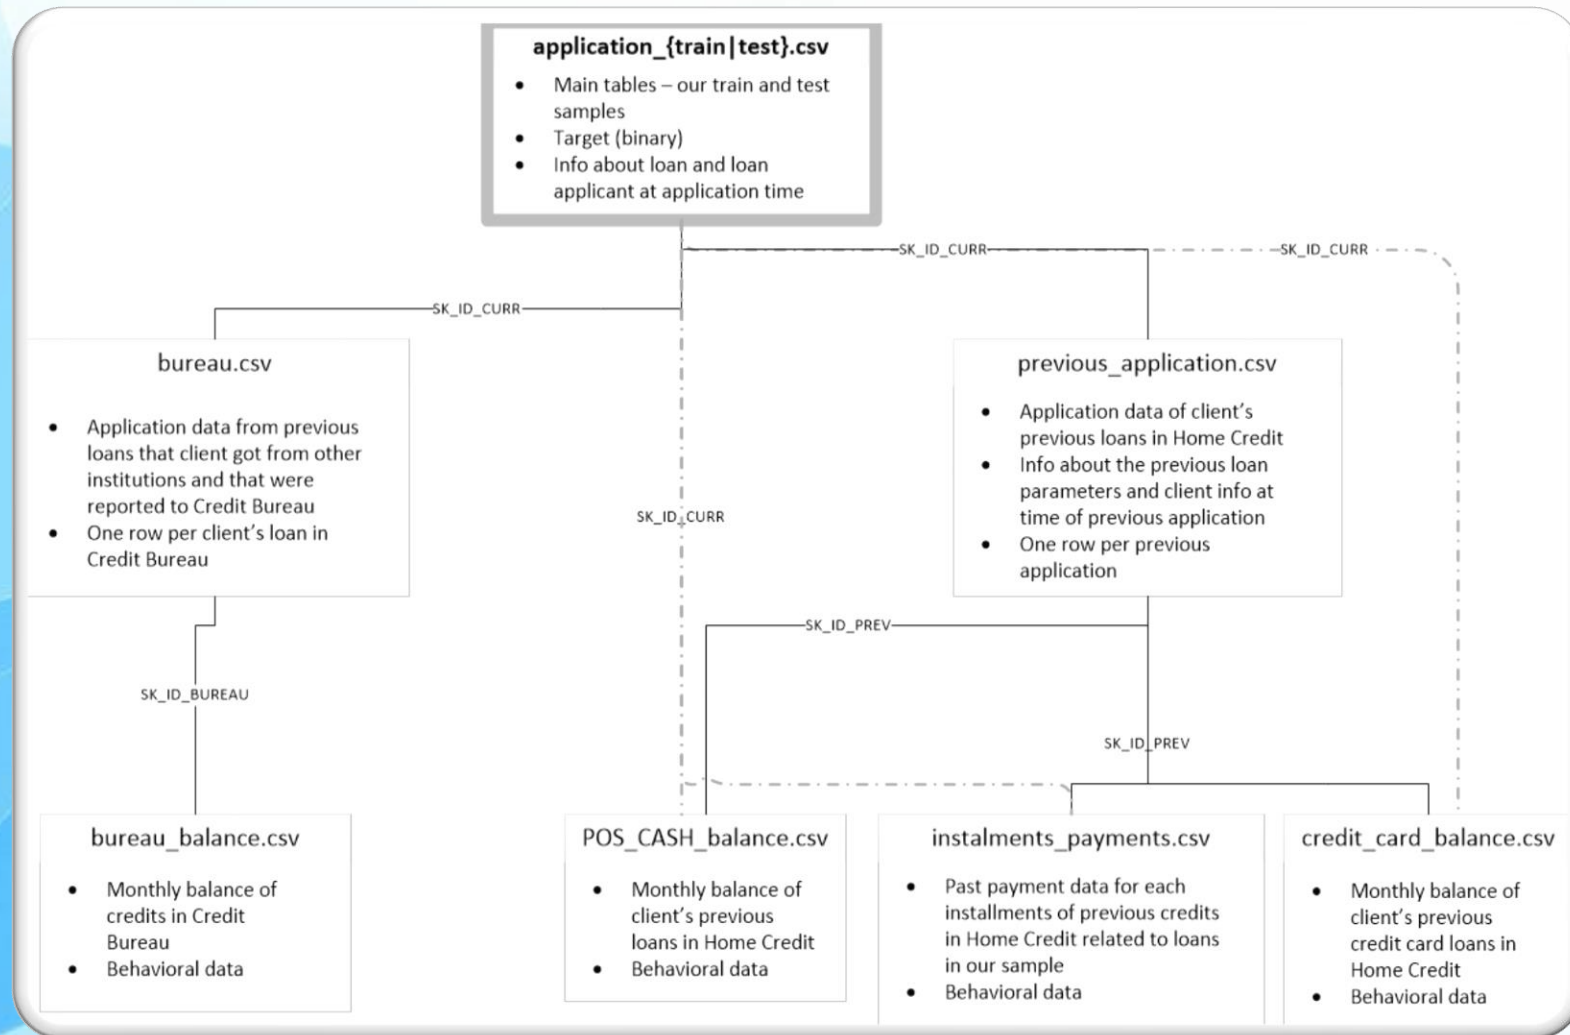 application_{train|test}.csv
• Main tables – our train and test
samples
• Target (binary)
• Info about loan and loan
applicant at application time
SK_ID_CURR
SK_ID_CURR
SK_ID_CURR
bureau.csv
• Application data from previous
loans that client got from other
institutions and that were
reported to Credit Bureau
• One row per client’s loan in
Credit Bureau
previous_application.csv
• Application data of client’s
previous loans in Home Credit
• Info about the previous loan
parameters and client info at
time of previous application
• One row per previous
application
SK_ID_CURR
SK_ID_PREV
SK_ID_BUREAU
SK_ID_PREV
bureau_balance.csv
• Monthly balance of
credits in Credit
Bureau
• Behavioral data
POS_CASH_balance.csv
• Monthly balance of
client’s previous
loans in Home Credit
• Behavioral data
instalments_payments.csv
• Past payment data for each
installments of previous credits
in Home Credit related to loans
in our sample
• Behavioral data
credit_card_balance.csv
• Monthly balance of
client’s previous
credit card loans in
Home Credit
• Behavioral data